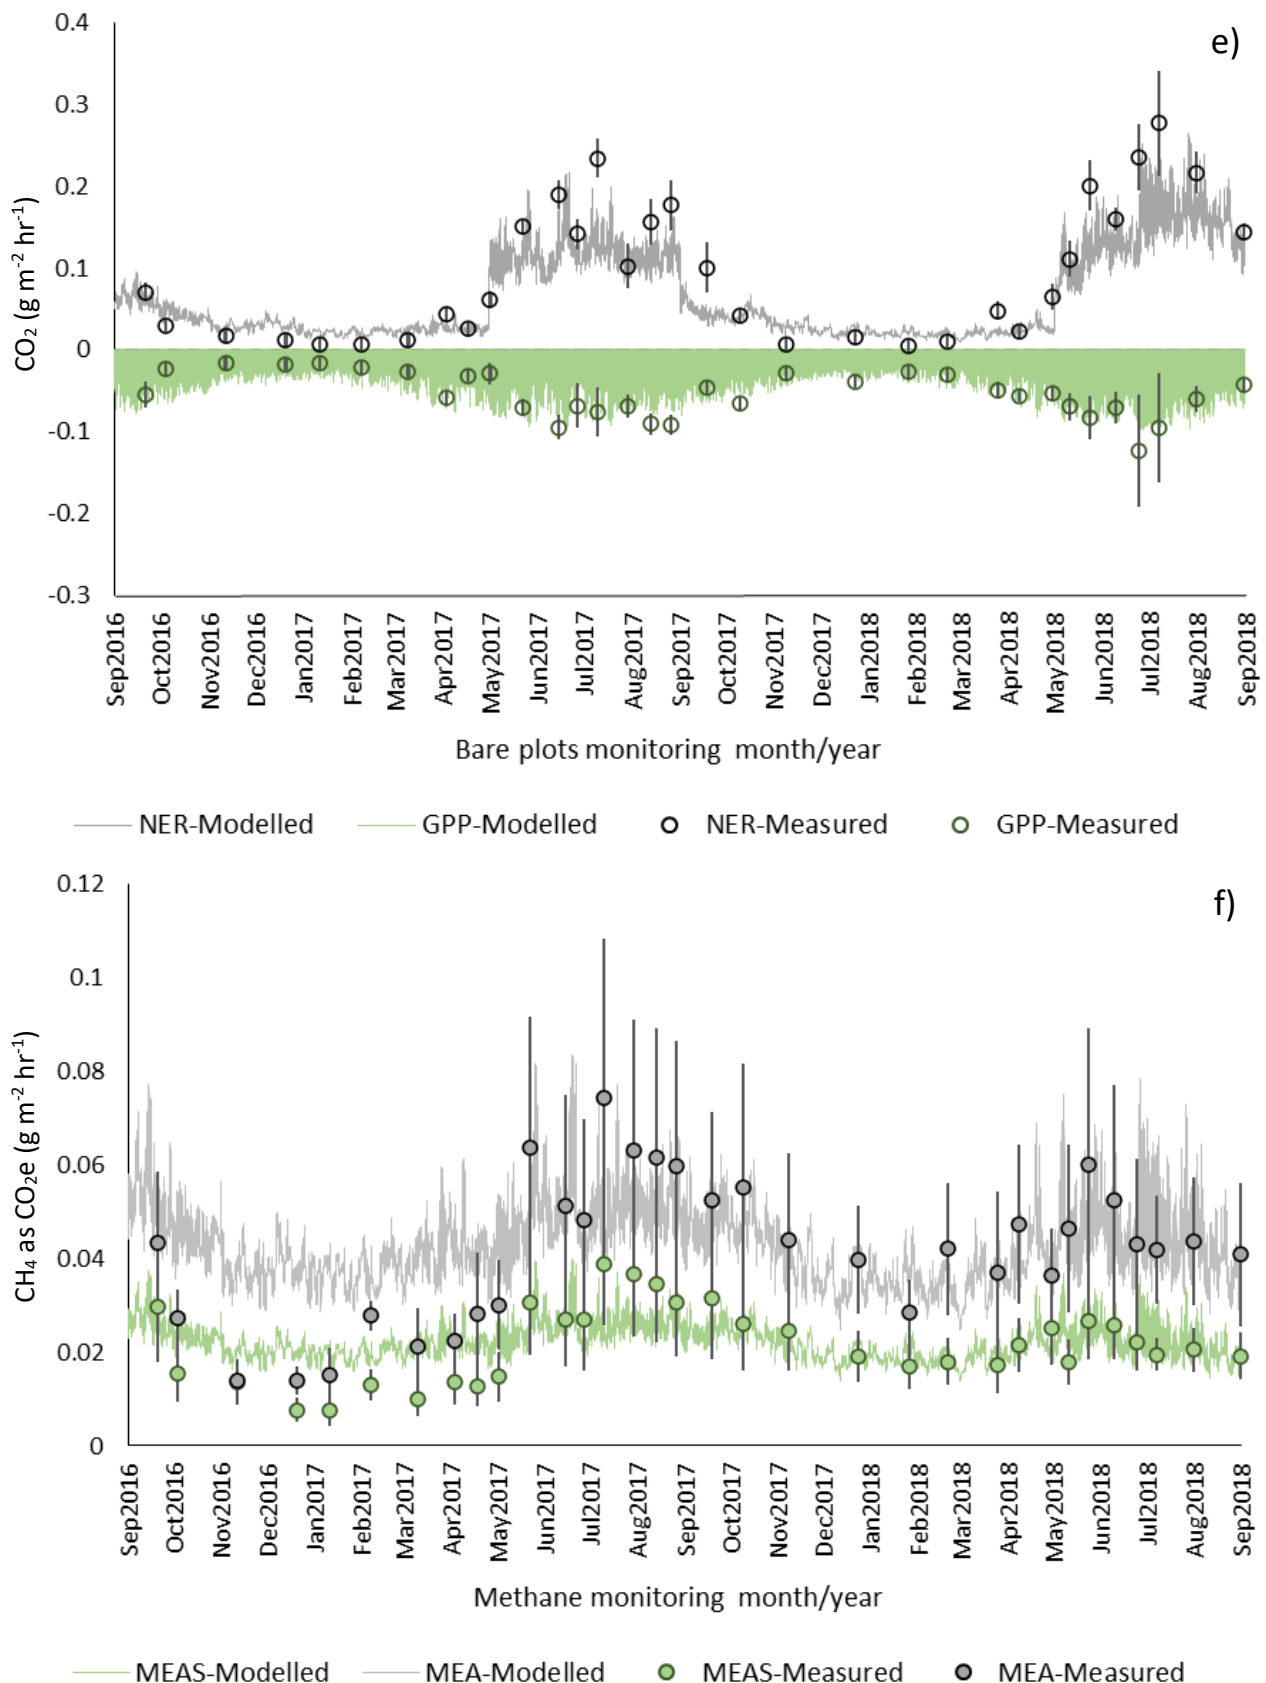 e)
CO₂ (g m⁻² hr⁻¹)
0.4
0.3
0.2
0.1
0
-0.1
-0.2
-0.3
Sep2016
Oct2016
Nov2016
Dec2016
Jan2017
Feb2017
Mar2017
Apr2017
May2017
Jun2017
Jul2017
Aug2017
Sep2017
Oct2017
Nov2017
Dec2017
Jan2018
Feb2018
Mar2018
Apr2018
May2018
Jun2018
Jul2018
Aug2018
Sep2018
Bare plots monitoring month/year
NER-Modelled GPP-Modelled NER-Measured GPP-Measured
f)
CH₄ as CO₂e (g m⁻² hr⁻¹)
0.12
0.1
0.08
0.06
0.04
0.02
0
Sep2016
Oct2016
Nov2016
Dec2016
Jan2017
Feb2017
Mar2017
Apr2017
May2017
Jun2017
Jul2017
Aug2017
Sep2017
Oct2017
Nov2017
Dec2017
Jan2018
Feb2018
Mar2018
Apr2018
May2018
Jun2018
Jul2018
Aug2018
Sep2018
Methane monitoring month/year
MEAS-Modelled MEA-Modelled MEAS-Measured MEA-Measured